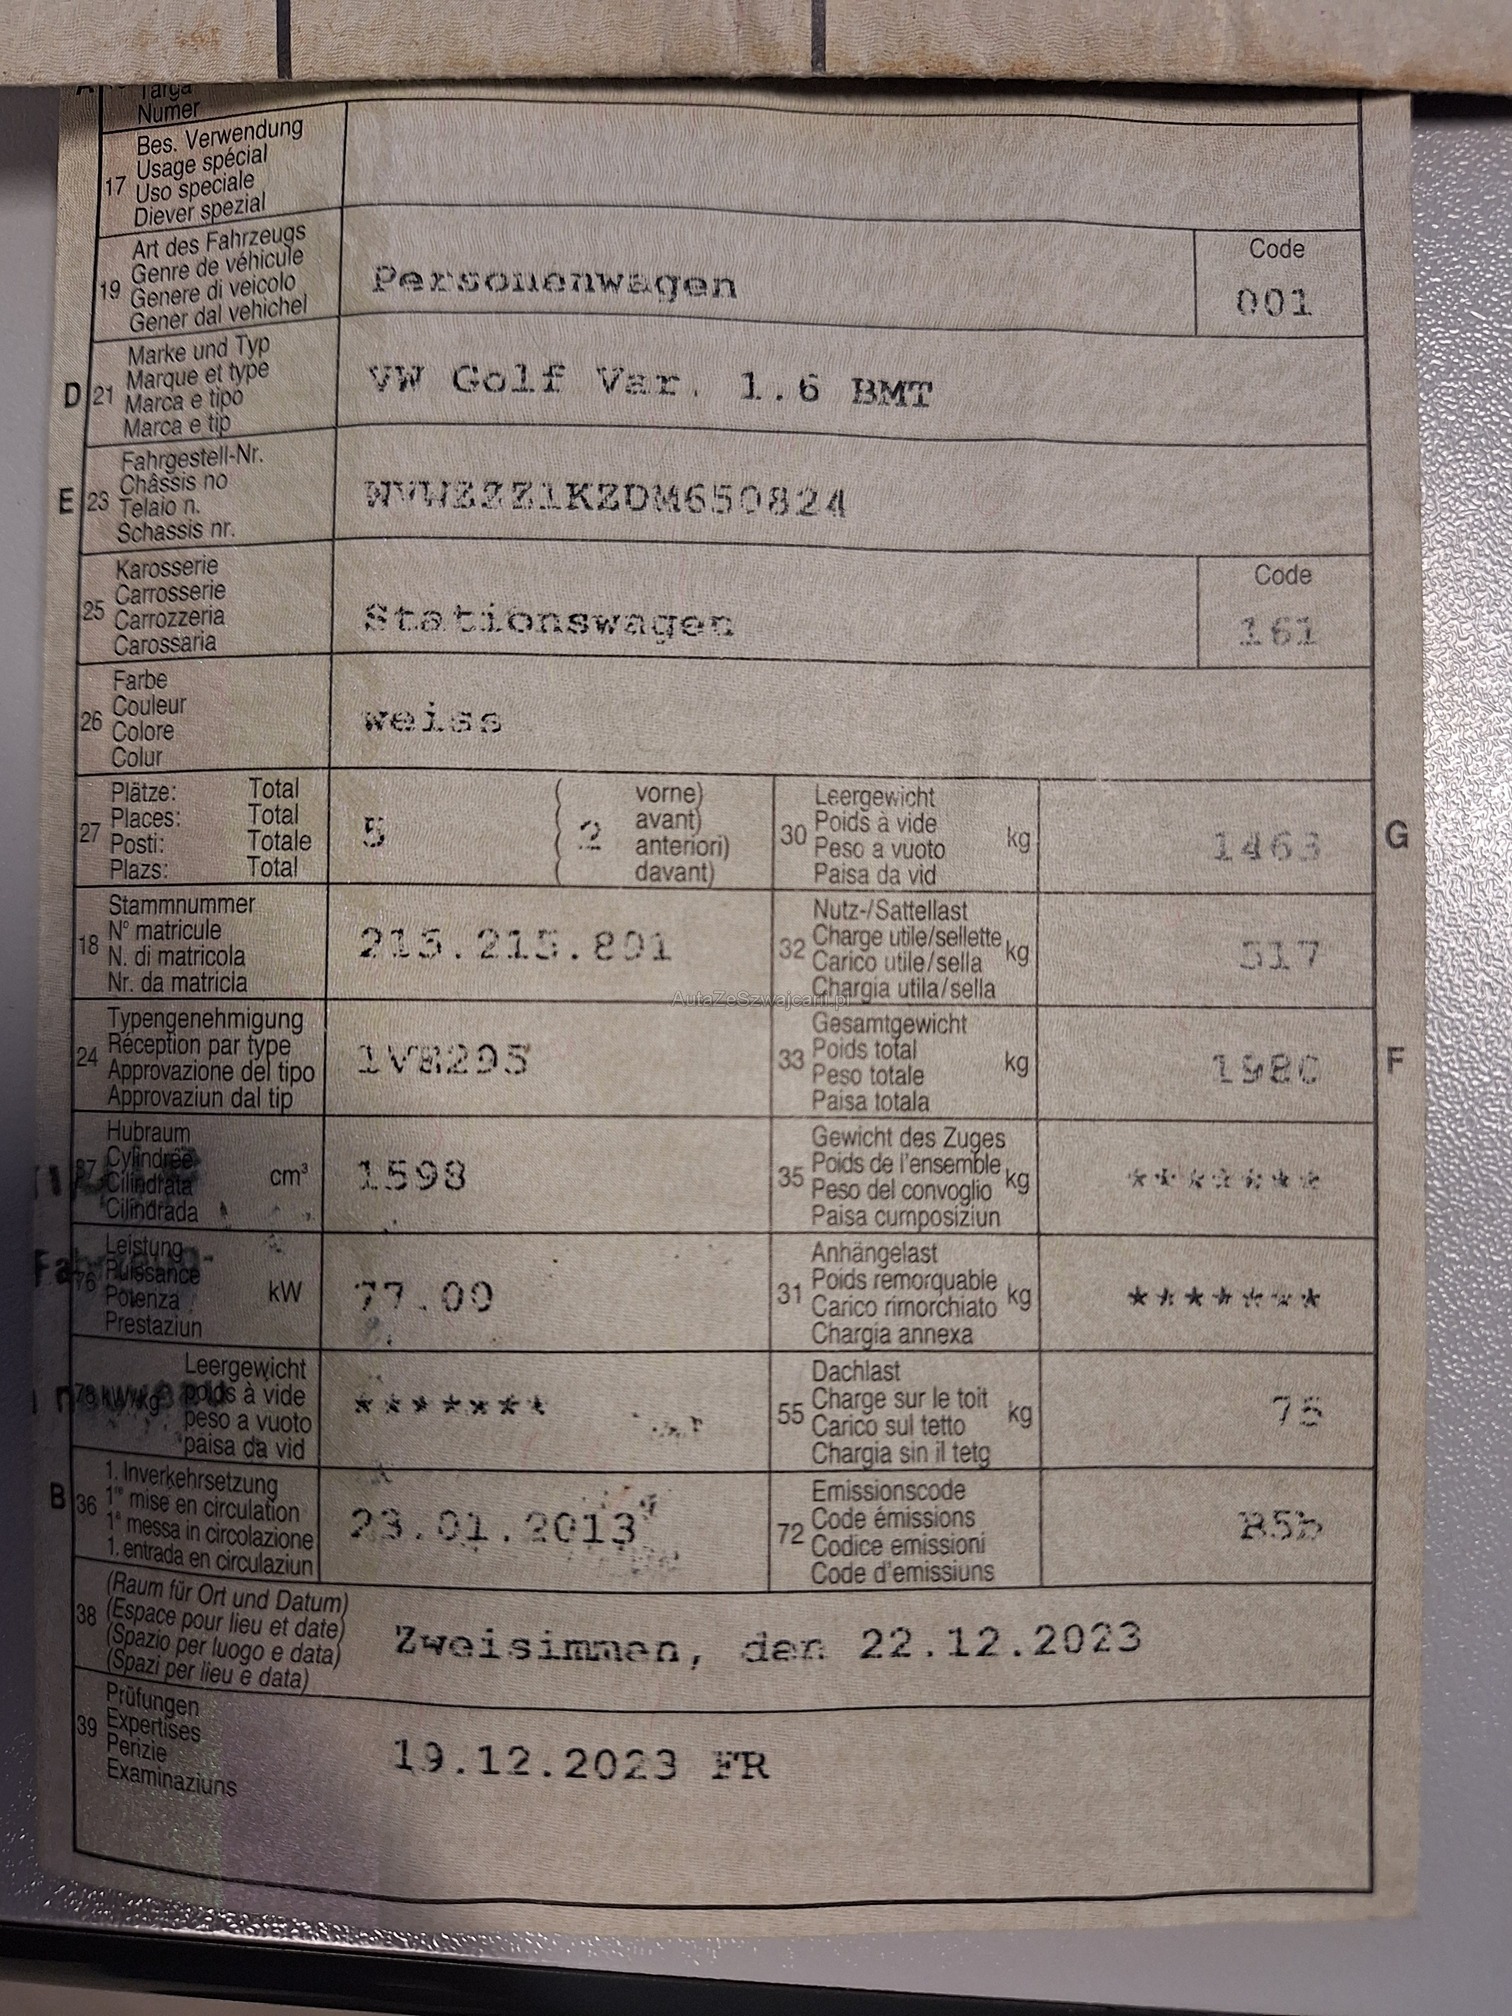 A
Targa
Numer
17
Bes. Verwendung
Usage spécial
Uso speciale
Diever spezial
19
Art des Fahrzeugs
Genre de véhicule
Genere di veicolo
Gener dal vehichel
Personenwagen
Code
001
D 21
Marke und Typ
Marque et type
Marca e tipo
Marca e tip
VW Golf Var. 1.6 BMT
E 23
Fahrgestell-Nr.
Châssis no
Telaio n.
Schassis nr.
WVWZZZ1KZDM650824
25
Karosserie
Carrosserie
Carrozzeria
Carossaria
Stationswagen
Code
161
26
Farbe
Couleur
Colore
Colur
weiss
27
Plätze: Total
Places: Total
Posti: Totale
Plazs: Total
5
( vorne)
( 2 avant)
( anteriori)
( davant)
30
Leergewicht
Poids à vide
Peso a vuoto
Paisa da vid
kg
1463
G
18
Stammnummer
N° matricule
N. di matricola
Nr. da matricla
215.215.801
32
Nutz-/Sattellast
Charge utile/sellette
Carico utile/sella
Chargia utila/sella
kg
517
AutaZeSzwajcarii.pl
24
Typengenehmigung
Réception par type
Approvazione del tipo
Approvaziun dal tip
1VE295
33
Gesamtgewicht
Poids total
Peso totale
Paisa totala
kg
1980
F
37
Hubraum
Cylindrée
Cilindrata
Cilindrada
cm³
1598
35
Gewicht des Zuges
Poids de l'ensemble
Peso del convoglio
Paisa cumposiziun
kg
*******
76
Leistung
Puissance
Potenza
Prestaziun
kW
77.00
31
Anhängelast
Poids remorquable
Carico rimorchiato
Chargia annexa
kg
*******
78 kW/kg
Leergewicht
poids à vide
peso a vuoto
paisa da vid
*******
55
Dachlast
Charge sur le toit
Carico sul tetto
Chargia sin il tetg
kg
75
B 36
1. Inverkehrsetzung
1re mise en circulation
1a messa in circolazione
1. entrada en circulaziun
23.01.2013
72
Emissionscode
Code émissions
Codice emissioni
Code d'emissiuns
B5b
38
(Raum für Ort und Datum)
(Espace pour lieu et date)
(Spazio per luogo e data)
(Spazi per lieu e data)
Zweisimmen, den 22.12.2023
39
Prüfungen
Expertises
Perizie
Examinaziuns
19.12.2023 FR